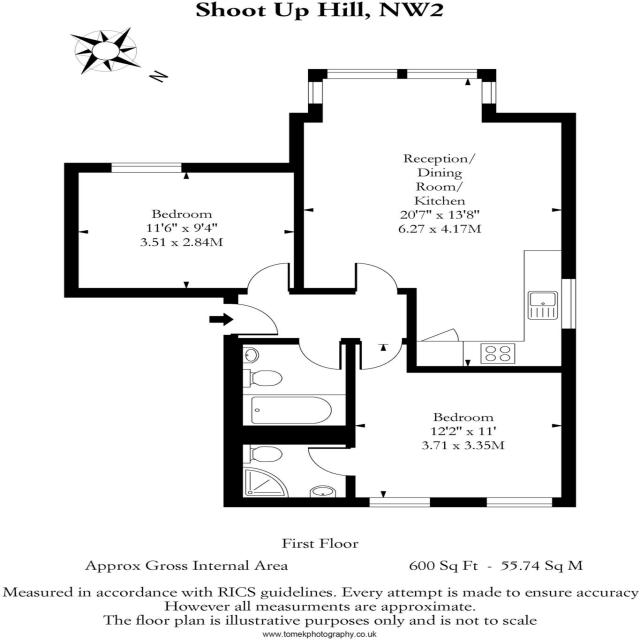 Shoot Up Hill, NW2
N
Reception/
Dining
Room/
Kitchen
20'7" x 13'8"
6.27 x 4.17M
Bedroom
11'6" x 9'4"
3.51 x 2.84M
Bedroom
12'2" x 11'
3.71 x 3.35M
First Floor
Approx Gross Internal Area 600 Sq Ft - 55.74 Sq M
Measured in accordance with RICS guidelines. Every attempt is made to ensure accuracy
However all measurments are approximate.
The floor plan is illustrative purposes only and is not to scale
www.tomekphotography.co.uk